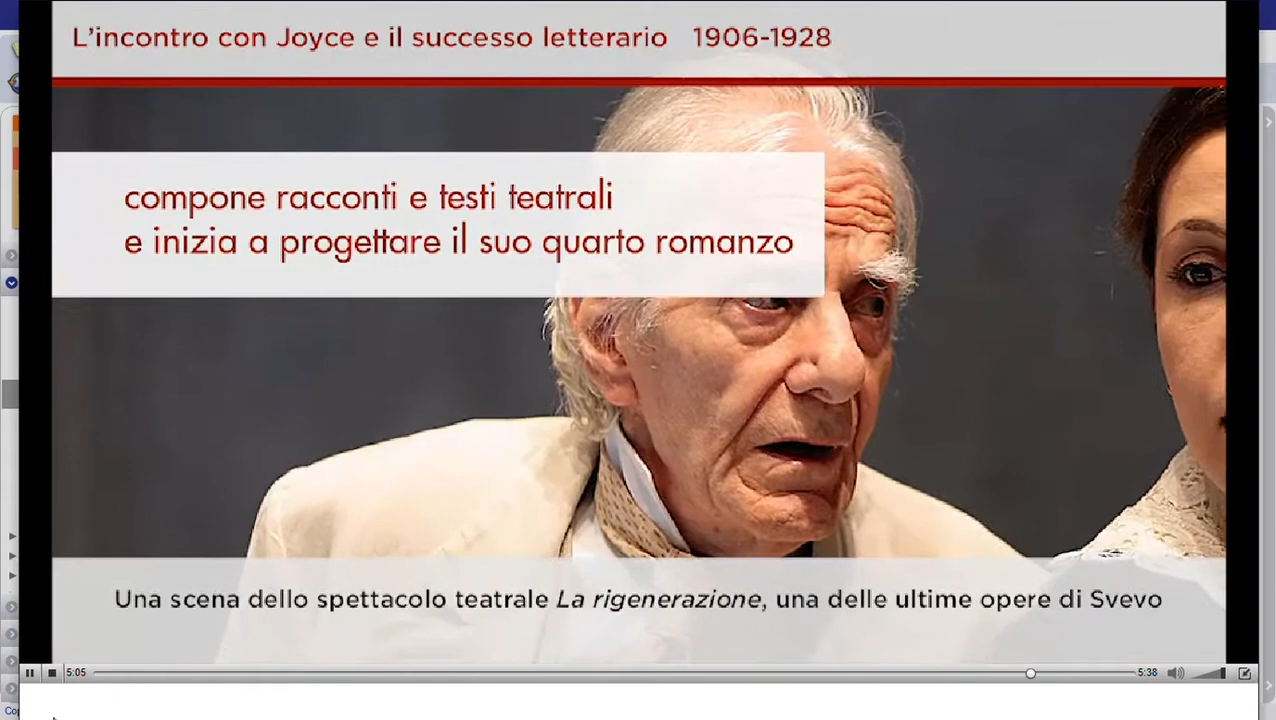 L'incontro con Joyce e il successo letterario 1906-1928
compone racconti e testi teatrali
e inizia a progettare il suo quarto romanzo
Una scena dello spettacolo teatrale La rigenerazione, una delle ultime opere di Svevo
5:05
5:38
Cop